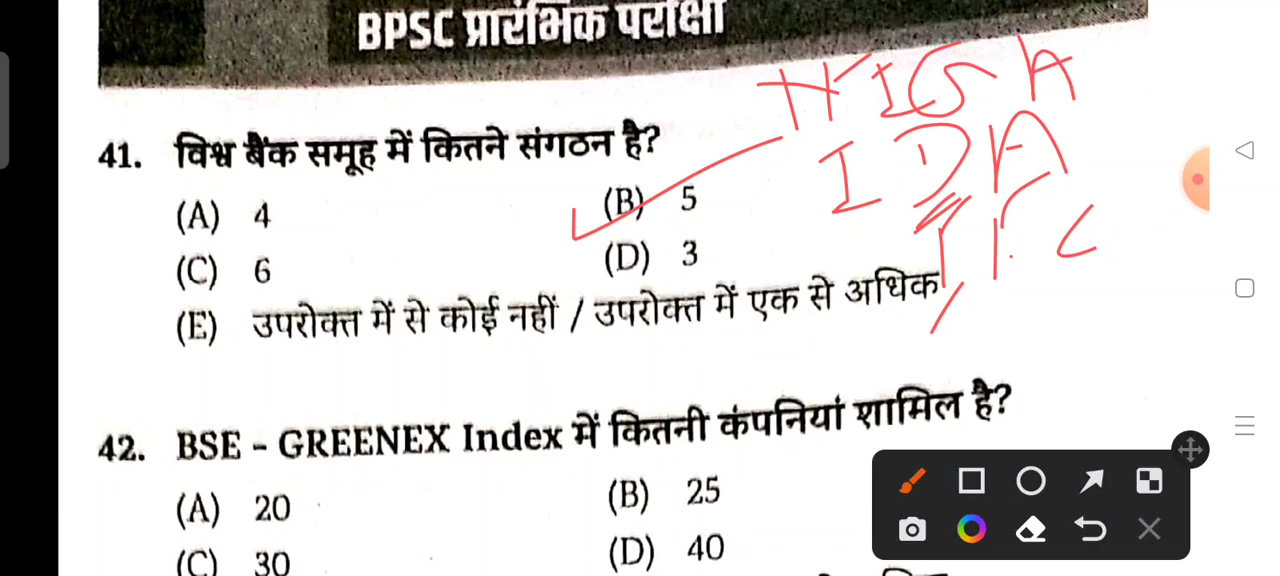 BPSC प्रारंभिक परीक्षा
41. विश्व बैंक समूह में कितने संगठन है?
(A) 4
(B) 5
(C) 6
(D) 3
(E) उपरोक्त में से कोई नहीं / उपरोक्त में एक से अधिक
IDA
42. BSE - GREENEX Index में कितनी कंपनियां शामिल है?
(A) 20
(B) 25
(C) 30
(D) 40